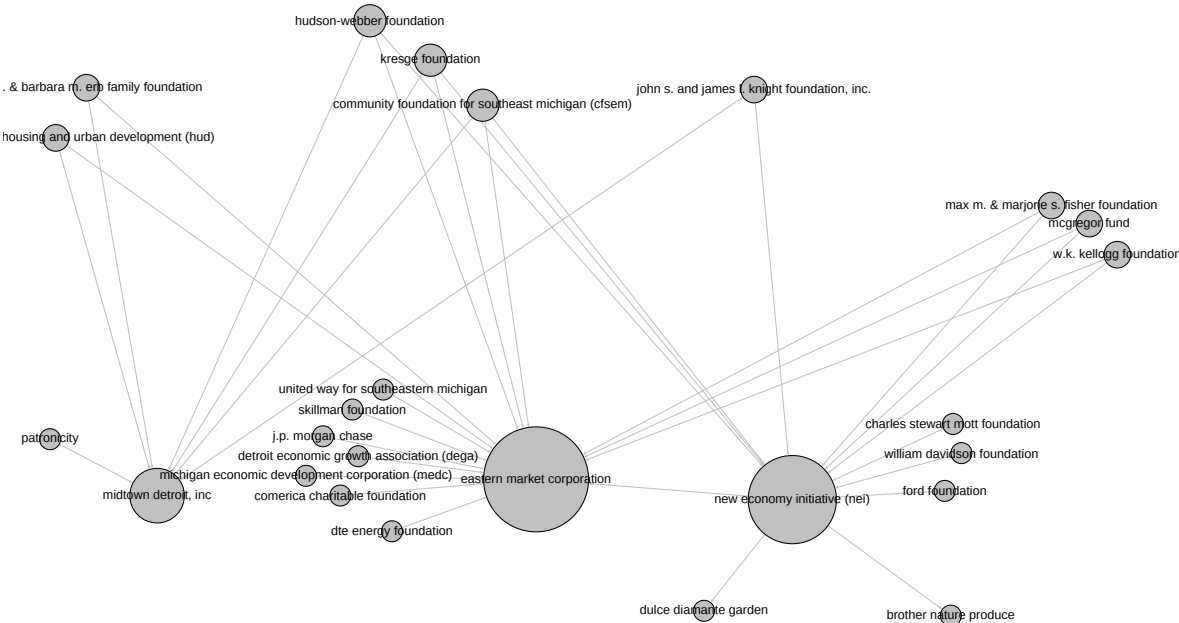 hudson-webber foundation
kresge foundation
. & barbara m. erb family foundation
john s. and james l. knight foundation, inc.
community foundation for southeast michigan (cfsem)
housing and urban development (hud)
max m. & marjorie s. fisher foundation
mcgregor fund
w.k. kellogg foundation
united way for southeastern michigan
skillman foundation
charles stewart mott foundation
j.p. morgan chase
patronicity
detroit economic growth association (dega)
william davidson foundation
michigan economic development corporation (medc)
eastern market corporation
ford foundation
midtown detroit, inc
comerica charitable foundation
new economy initiative (nei)
dte energy foundation
dulce diamante garden
brother nature produce